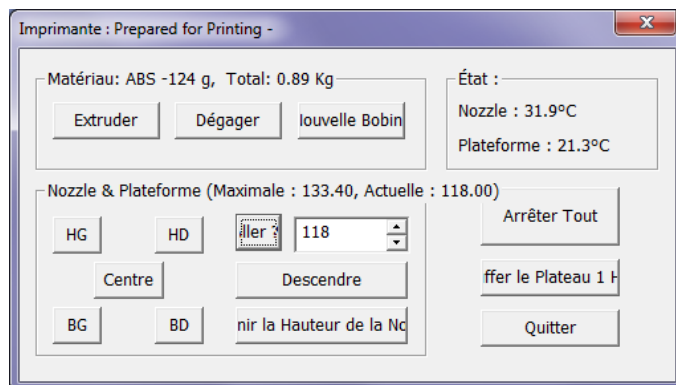 Imprimante : Prepared for Printing -
Matériau: ABS -124 g, Total: 0.89 Kg
Extruder
Dégager
louvelle Bobin
État :
Nozzle : 31.9ºC
Plateforme : 21.3ºC
Nozzle & Plateforme (Maximale : 133.40, Actuelle : 118.00)
HG
HD
ller ?
118
Arrêter Tout
Centre
Descendre
ffer le Plateau 1 H
BG
BD
nir la Hauteur de la No
Quitter